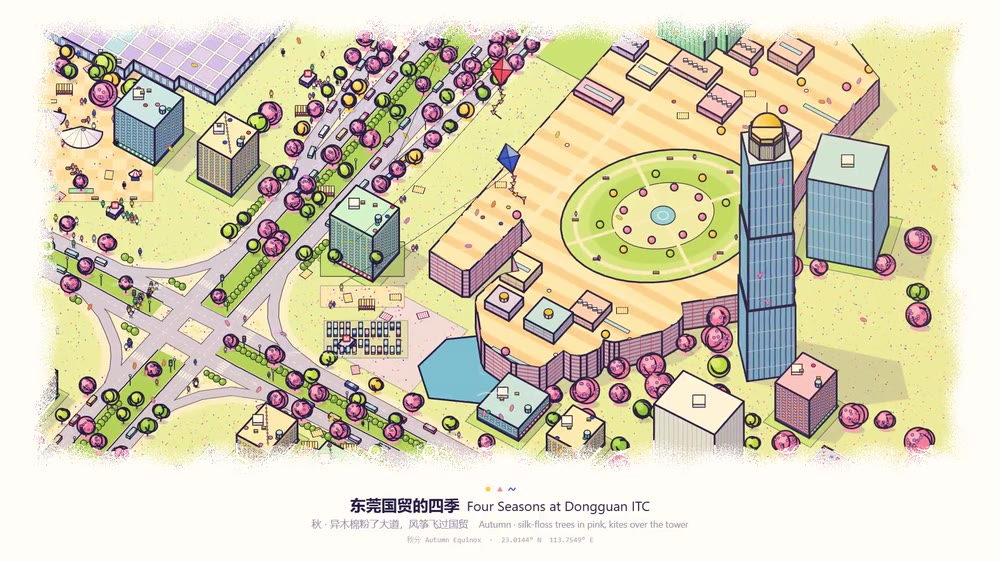 东莞国贸的四季 Four Seasons at Dongguan ITC
秋 · 异木棉粉了大道，风筝飞过国贸 Autumn · silk-floss trees in pink, kites over the tower
秋分 Autumn Equinox · 23.0144° N 113.7549° E